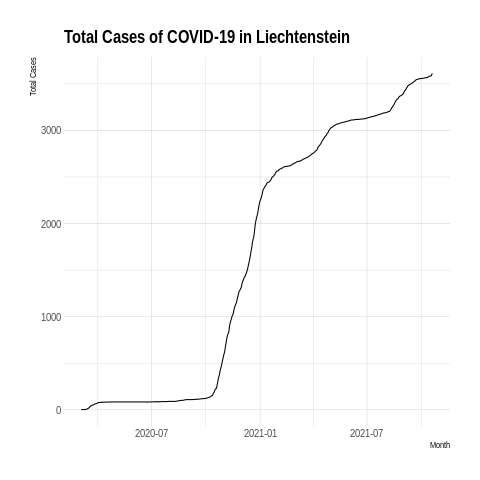 Total Cases of COVID-19 in Liechtenstein
Total Cases
3000
2000
1000
0
2020-07
2021-01
2021-07
Month